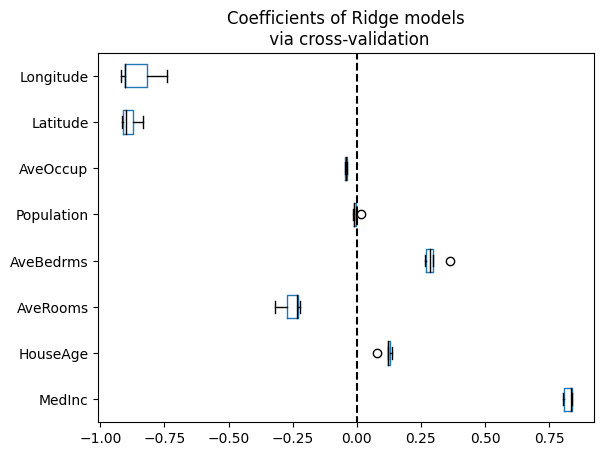 Coefficients of Ridge models
via cross-validation
Longitude
Latitude
AveOccup
Population
AveBedrms
AveRooms
HouseAge
MedInc
−1.00 −0.75 −0.50 −0.25 0.00 0.25 0.50 0.75